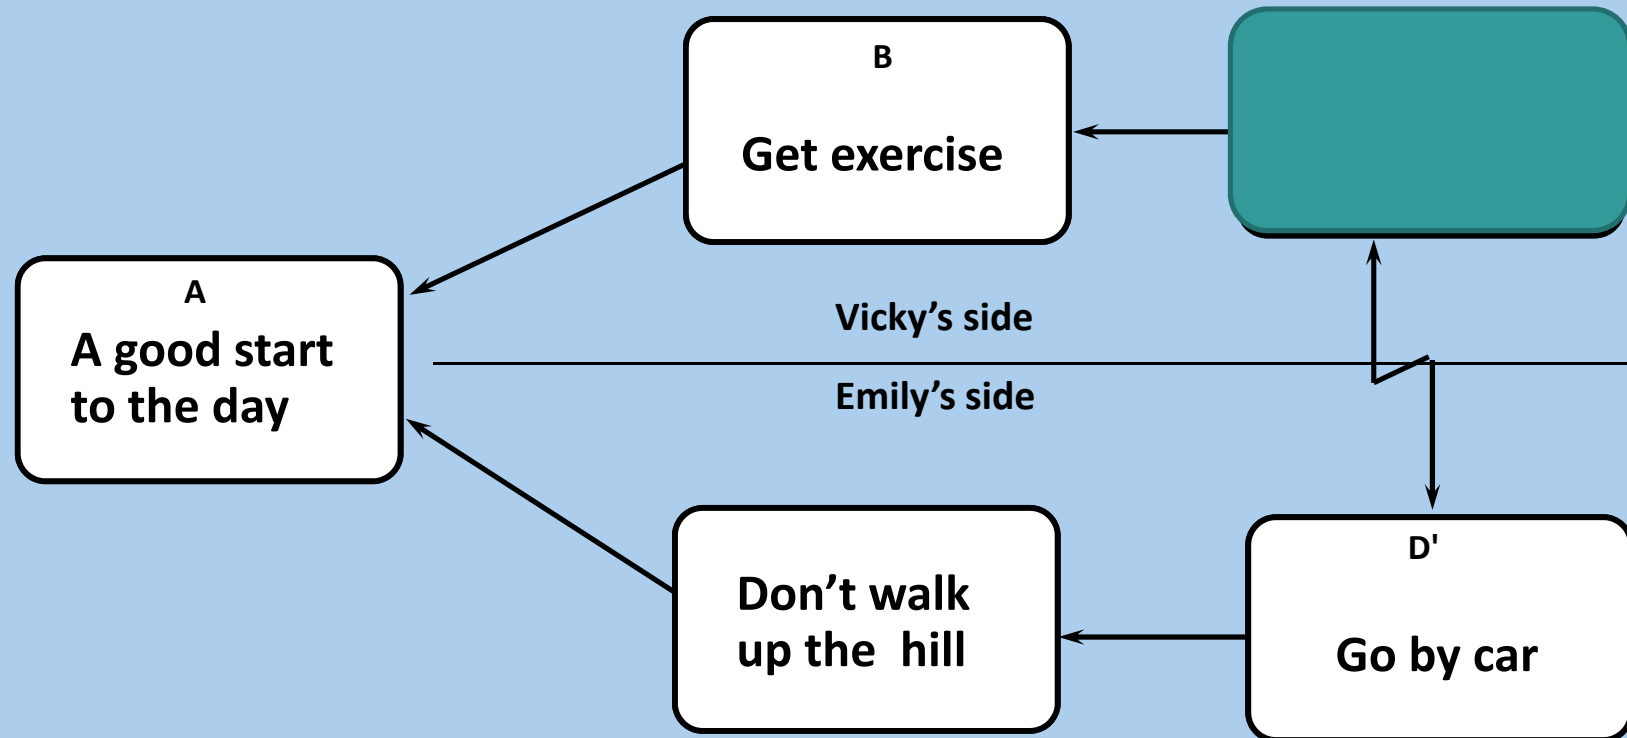 B
Get exercise
A
A good start
to the day
Vicky’s side
Emily’s side
Don’t walk
up the  hill
D'
Go by car